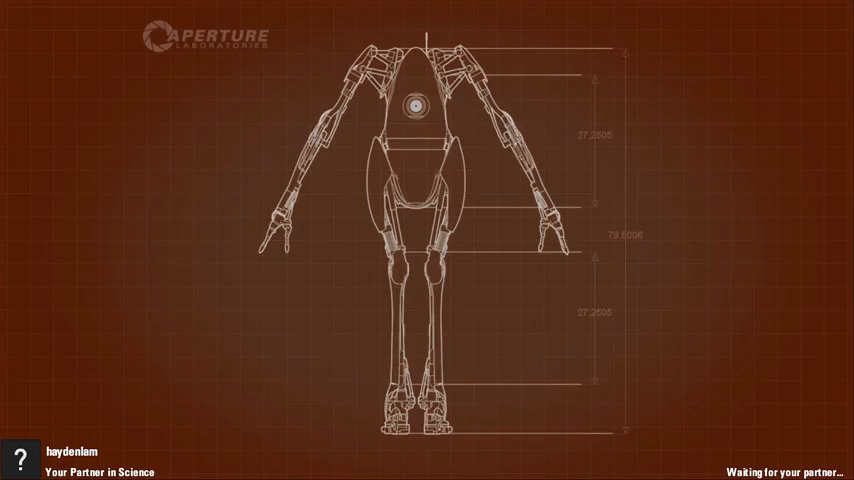 APERTURE
LABORATORIES
27.2505
79.5006
27.2505
?
haydenlam
Your Partner in Science
Waiting for your partner...